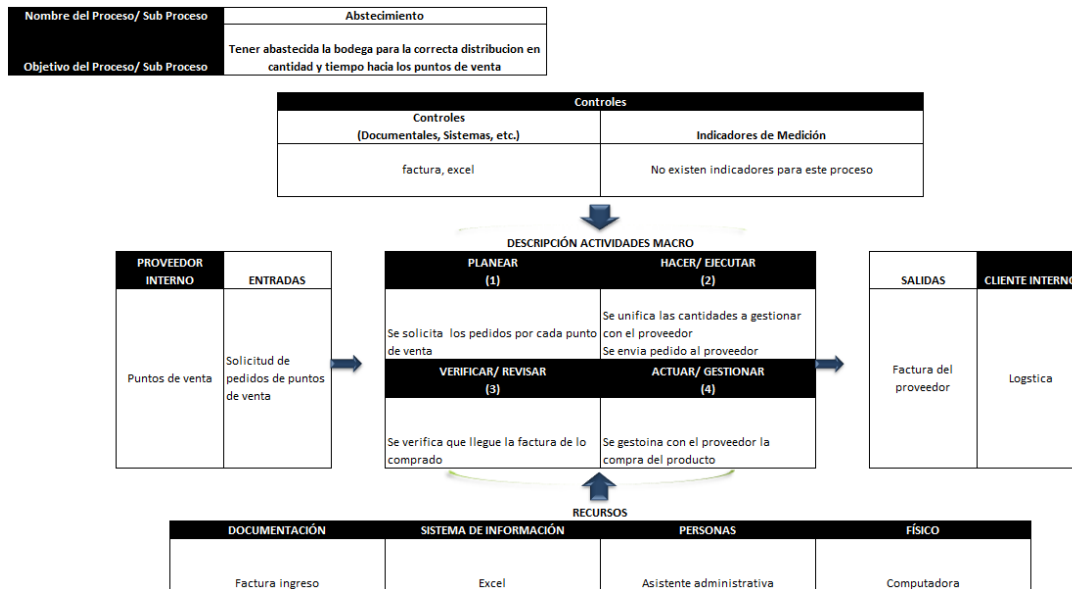 Nombre del Proceso/ Sub Proceso
Abastecimiento
Objetivo del Proceso/ Sub Proceso
Tener abastecida la bodega para la correcta distribucion en
cantidad y tiempo hacia los puntos de venta
Controles
Controles
(Documentales, Sistemas, etc.)
Indicadores de Medición
factura, excel
No existen indicadores para este proceso
DESCRIPCIÓN ACTIVIDADES MACRO
PROVEEDOR
INTERNO
ENTRADAS
Puntos de venta
Solicitud de
pedidos de puntos
de venta
PLANEAR
(1)
HACER/ EJECUTAR
(2)
Se solicita los pedidos por cada punto
de venta
Se unifica las cantidades a gestionar
con el proveedor
Se envia pedido al proveedor
VERIFICAR/ REVISAR
(3)
ACTUAR/ GESTIONAR
(4)
Se verifica que llegue la factura de lo
comprado
Se gestoina con el proveedor la
compra del producto
SALIDAS
CLIENTE INTERNO
Factura del
proveedor
Logstica
RECURSOS
DOCUMENTACIÓN
SISTEMA DE INFORMACIÓN
PERSONAS
FÍSICO
Factura ingreso
Excel
Asistente administrativa
Computadora